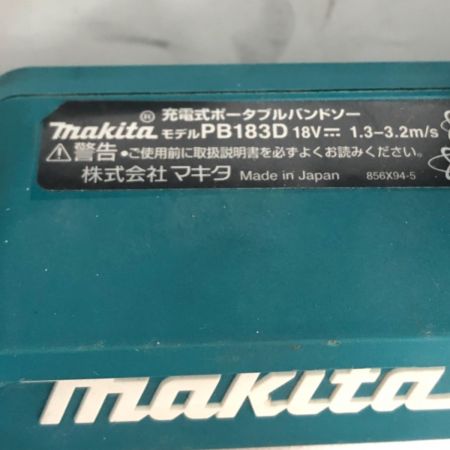 makita® 充電式ポータブルバンドソー
モデルPB183D 18V⎓ 1.3-3.2m/s
⚠警告 •ご使用前に取扱説明書を必ずよくお読みください。
株式会社マキタ Made in Japan 856X94-5
makita